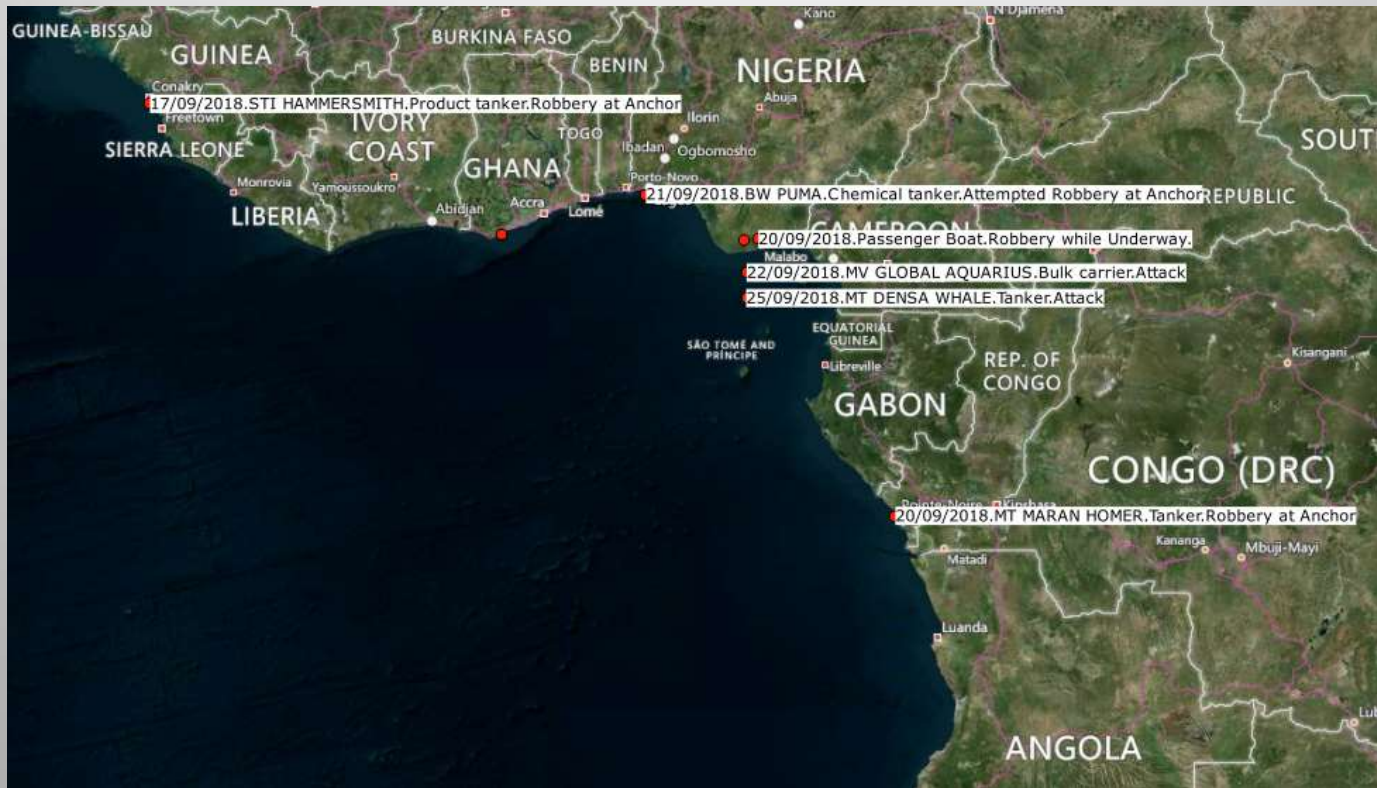 Kano
N'Djamena
GUINEA-BISSAU
GUINEA
BURKINA FASO
BENIN
NIGERIA
Conakry
17/09/2018.STI HAMMERSMITH.Product tanker.Robbery at Anchor
Abuja
Freetown
IVORY
COAST
TOGO
Ilorin
SIERRA LEONE
GHANA
Ibadan
Ogbomosho
SOUT
Monrovia
Yamoussoukro
Porto-Novo
LIBERIA
Abidjan
Accra
Lomé
21/09/2018.BW PUMA.Chemical tanker.Attempted Robbery at Anchor
REPUBLIC
CAMEROON
20/09/2018.Passenger Boat.Robbery while Underway.
Malabo
22/09/2018.MV GLOBAL AQUARIUS.Bulk carrier.Attack
25/09/2018.MT DENSA WHALE.Tanker.Attack
EQUATORIAL
GUINEA
SÃO TOMÉ AND
PRÍNCIPE
Libreville
REP. OF
CONGO
Kisangani
GABON
CONGO (DRC)
Pointe-Noire
Kinshasa
20/09/2018.MT MARAN HOMER.Tanker.Robbery at Anchor
Matadi
Kananga
Mbuji-Mayi
Luanda
Lub
ANGOLA